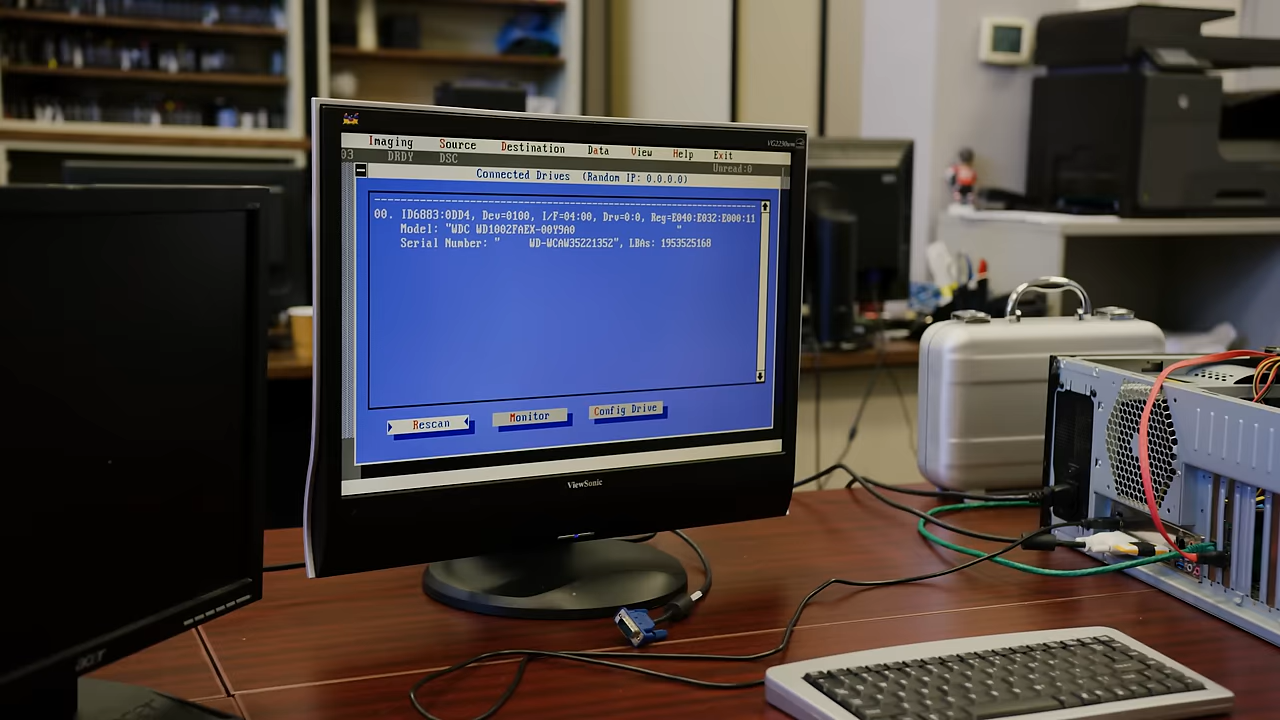 VG2230wm
Imaging Source Destination Data View Help Exit
03 DRDY DSC Unread:0
Connected Drives (Random IP: 0.0.0.0)
00. ID6883:0DD4, Dev=0100, I/F=04:00, Drv=0:0, Reg=E040:E032:E000:11
Model: "WDC WD1002FAEX-00Y9A0 "
Serial Number: " WD-WCAW35221352", LBAs: 1953525168
Rescan Monitor Config Drive
ViewSonic
acer